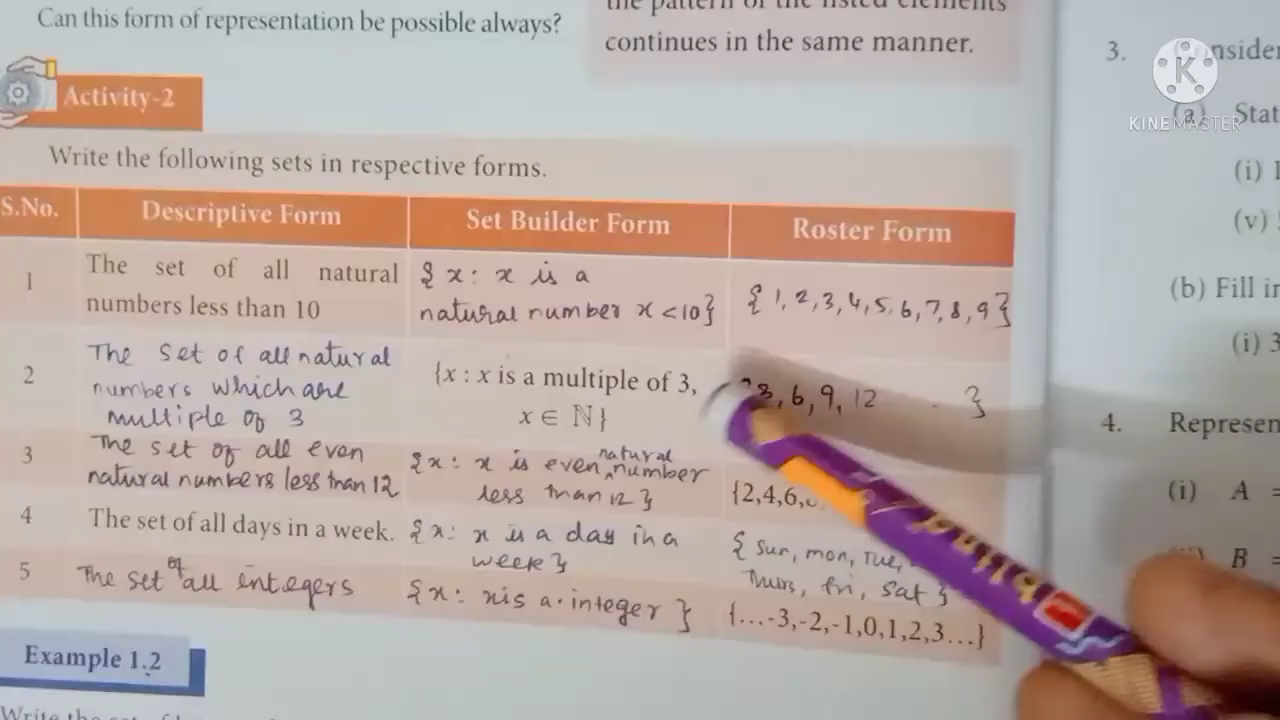 Can this form of representation be possible always?
continues in the same manner.
Activity-2
Write the following sets in respective forms.
S.No. Descriptive Form Set Builder Form Roster Form
1
The set of all natural
numbers less than 10
{x : x is a
natural number x < 10}
{1, 2, 3, 4, 5, 6, 7, 8, 9}
2
The set of all natural
numbers which are
multiple of 3
{x : x is a multiple of 3,
x ∈ ℕ}
3, 6, 9, 12 . }
3
The set of all even
natural numbers less than 12
{x : x is even natural number
less than 12}
{2,4,6,
4
The set of all days in a week.
{x : x is a day in a
week}
{Sun, mon, Tue,
Thurs, fri, Sat}
5
The set of all integers
{x : x is a integer}
{...-3,-2,-1,0,1,2,3...}
Example 1.2
3.
KINEMASTER
(a)
(i)
(v)
(b) Fill
(i) 3
4.
(i) A =
B =